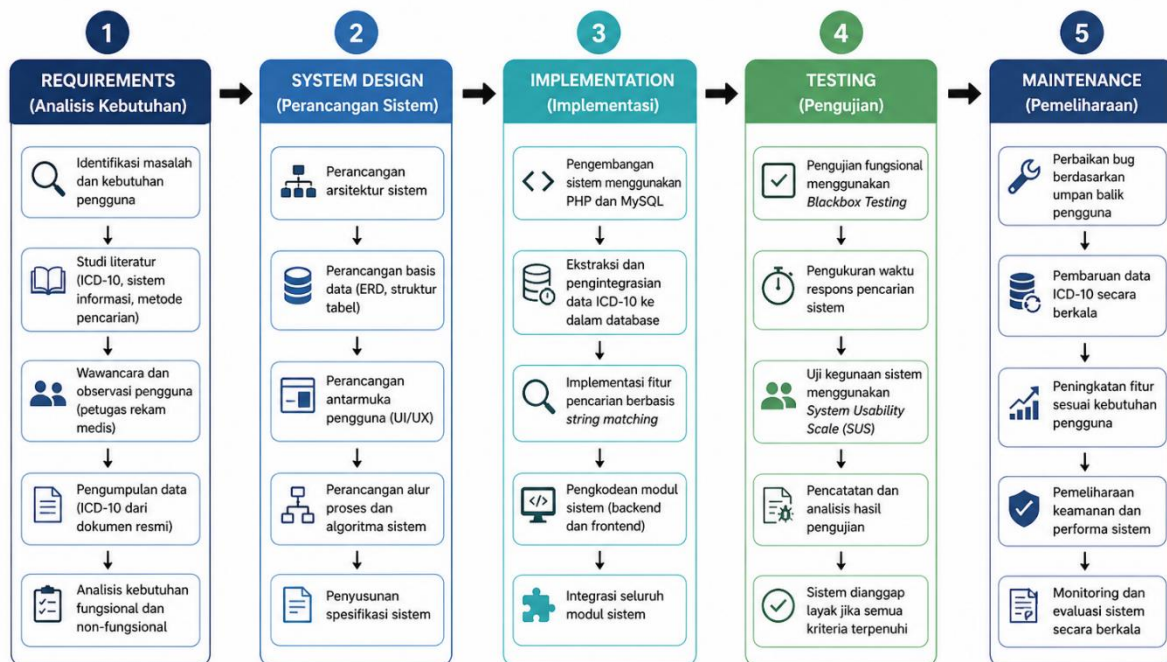 1
REQUIREMENTS
(Analisis Kebutuhan)
Identifikasi masalah
dan kebutuhan
pengguna
Studi literatur
(ICD-10, sistem
informasi, metode
pencarian)
Wawancara dan
observasi pengguna
(petugas rekam
medis)
Pengumpulan data
(ICD-10 dari
dokumen resmi)
Analisis kebutuhan
fungsional dan
non-fungsional
2
SYSTEM DESIGN
(Perancangan Sistem)
Perancangan
arsitektur sistem
Perancangan basis
data (ERD, struktur
tabel)
Perancangan
antarmuka
pengguna (UI/UX)
Perancangan alur
proses dan
algoritma sistem
Penyusunan
spesifikasi sistem
3
IMPLEMENTATION
(Implementasi)
Pengembangan
sistem menggunakan
PHP dan MySQL
Ekstraksi dan
pengintegrasian
data ICD-10 ke
dalam database
Implementasi fitur
pencarian berbasis
string matching
Pengkodean modul
sistem (backend
dan frontend)
Integrasi seluruh
modul sistem
4
TESTING
(Pengujian)
Pengujian fungsional
menggunakan
Blackbox Testing
Pengukuran waktu
respons pencarian
sistem
Uji kegunaan sistem
menggunakan
System Usability
Scale (SUS)
Pencatatan dan
analisis hasil
pengujian
Sistem dianggap
layak jika semua
kriteria terpenuhi
5
MAINTENANCE
(Pemeliharaan)
Perbaikan bug
berdasarkan
umpan balik
pengguna
Pembaruan data
ICD-10 secara
berkala
Peningkatan fitur
sesuai kebutuhan
pengguna
Pemeliharaan
keamanan dan
performa sistem
Monitoring dan
evaluasi sistem
secara berkala